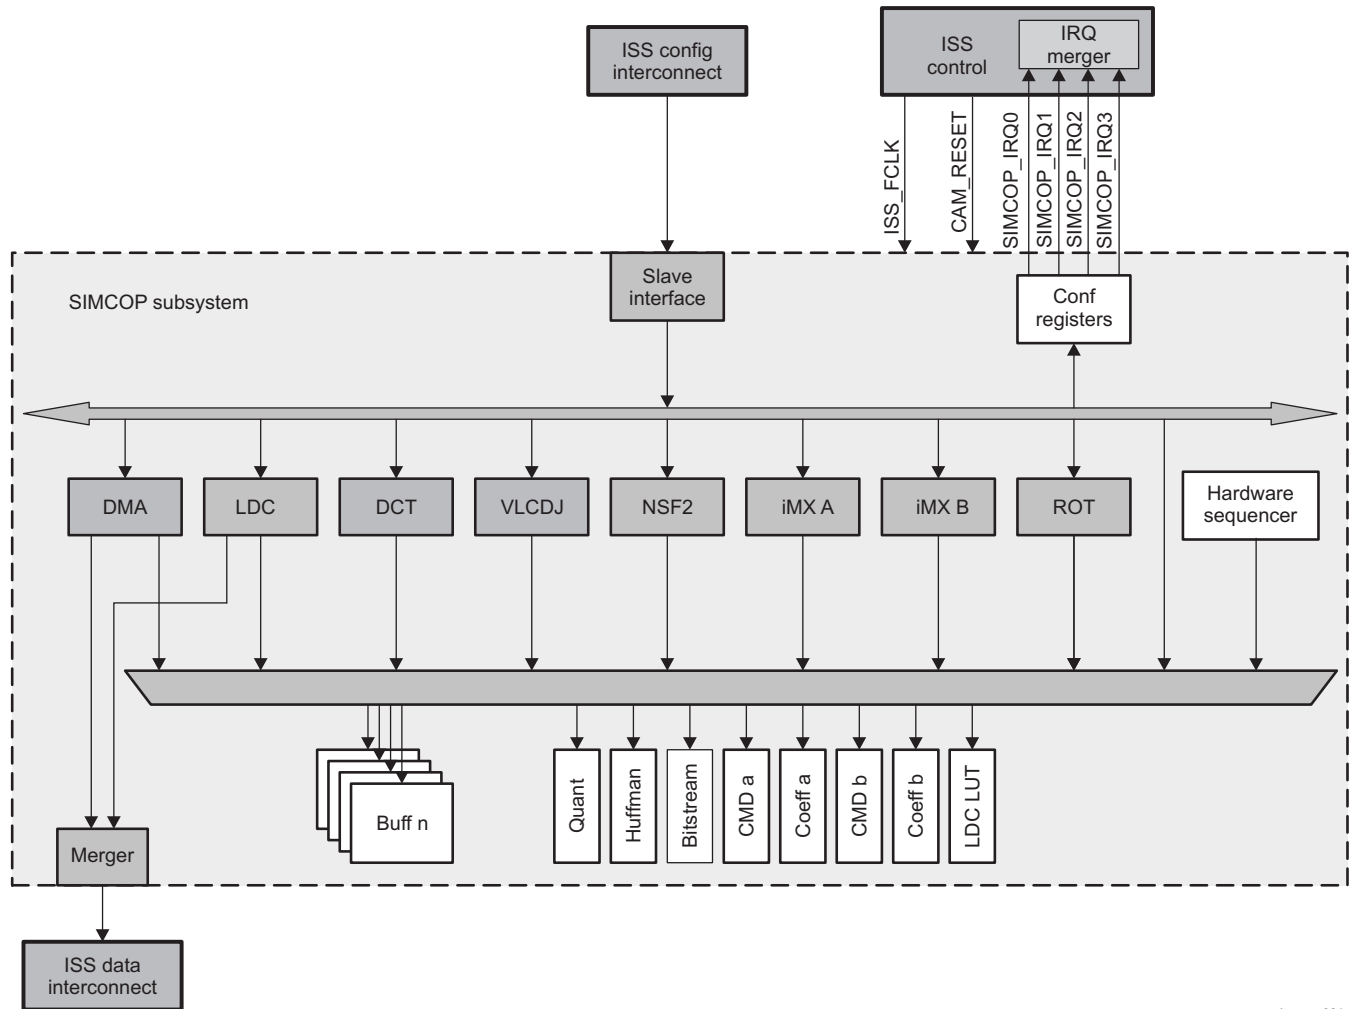 ISS config
interconnect
ISS
control
IRQ
merger
ISS_FCLK
CAM_RESET
SIMCOP_IRQ0
SIMCOP_IRQ1
SIMCOP_IRQ2
SIMCOP_IRQ3
SIMCOP subsystem
Slave
interface
Conf
registers
DMA
LDC
DCT
VLCDJ
NSF2
iMX A
iMX B
ROT
Hardware
sequencer
Buff n
Quant
Huffman
Bitstream
CMD a
Coeff a
CMD b
Coeff b
LDC LUT
Merger
ISS data
interconnect